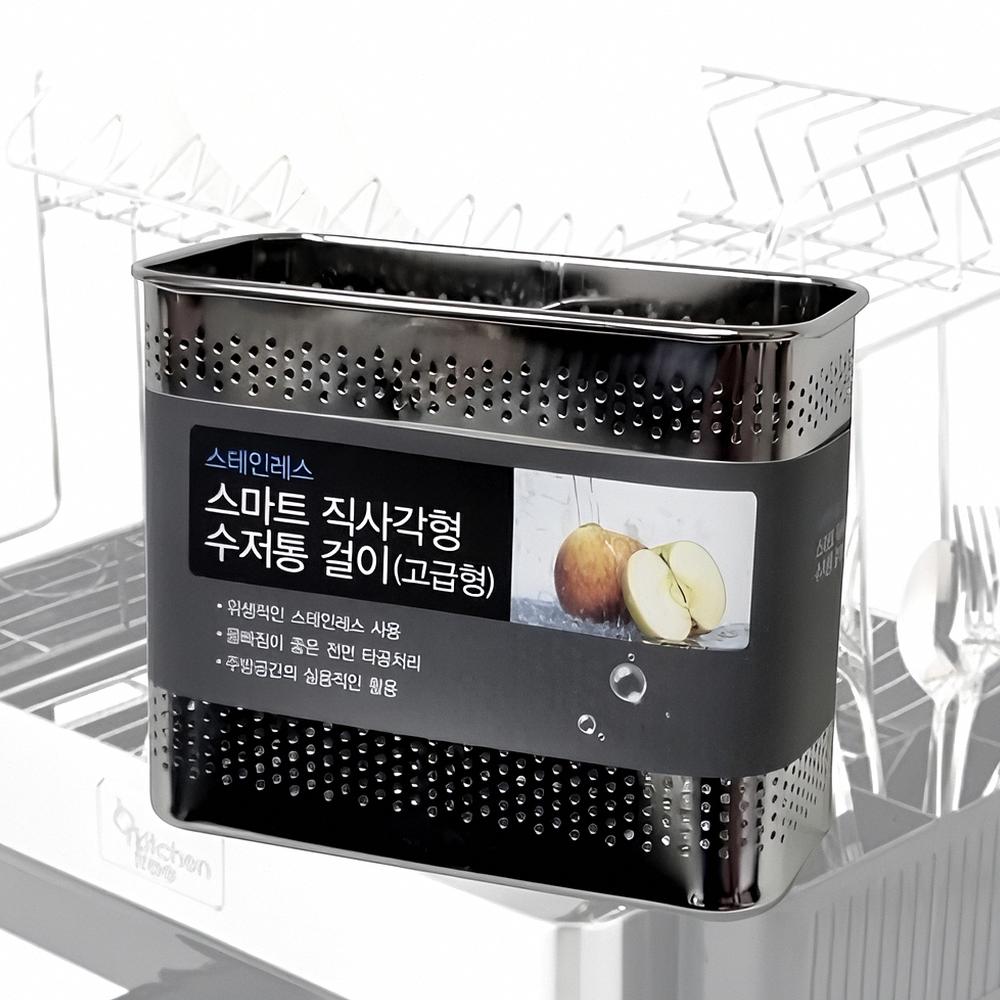 스테인레스
스마트 직사각형
수저통 걸이(고급형)
• 위생적인 스테인레스 사용
• 물빠짐이 좋은 전면 타공처리
• 주방공간의 실용적인 활용
kitchen